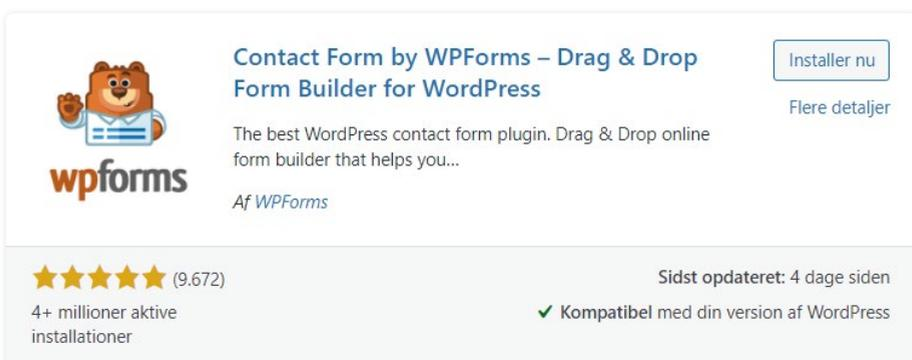 Contact Form by WPForms – Drag & Drop
Form Builder for WordPress
Installer nu
Flere detaljer
The best WordPress contact form plugin. Drag & Drop online
form builder that helps you...
Af WPForms
wpforms
(9.672)
4+ millioner aktive
installationer
Sidst opdateret: 4 dage siden
Kompatibel med din version af WordPress